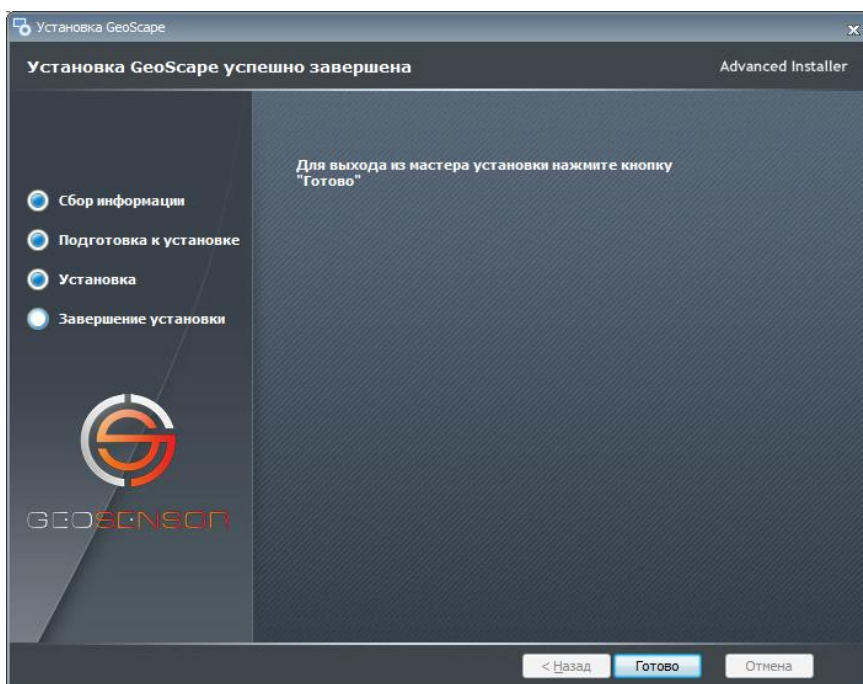 Установка GeoScape
Установка GeoScape успешно завершена
Advanced Installer
Для выхода из мастера установки нажмите кнопку
"Готово"
Сбор информации
Подготовка к установке
Установка
Завершение установки
GEOSENSOR
< Назад
Готово
Отмена